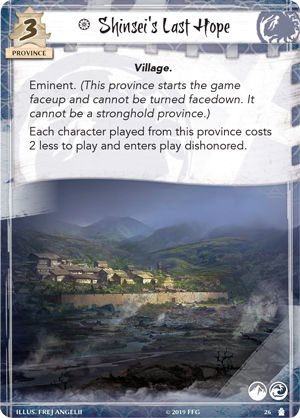 3
Shinsei's Last Hope
PROVINCE
Village.
Eminent. (This province starts the game
faceup and cannot be turned facedown. It
cannot be a stronghold province.)
Each character played from this province costs
2 less to play and enters play dishonored.
ILLUS. FREJ ANGELII
© 2019 FFG
26